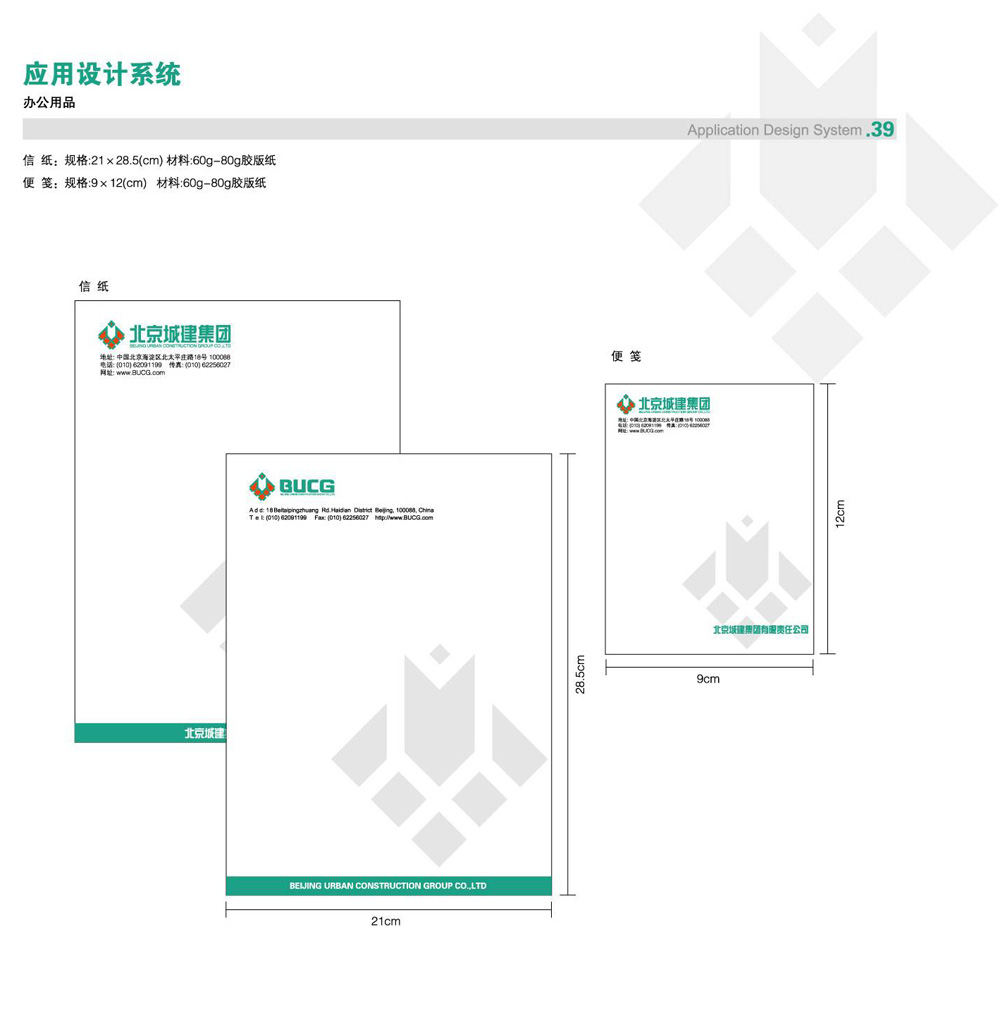 应用设计系统
办公用品
Application Design System .39
信 纸：规格:21×28.5(cm) 材料:60g-80g胶版纸
便 笺：规格:9×12(cm) 材料:60g-80g胶版纸
信 纸
北京城建集团
BEIJING URBAN CONSTRUCTION GROUP CO.,LTD
地址: 中国北京海淀区北太平庄路18号 100088
电话: (010) 62091199 传真: (010) 62256027
网址: www.BUCG.com
北京城建
BUCG
BEIJING URBAN CONSTRUCTION GROUP CO.,LTD
Add: 18Beitaipingzhuang Rd.Haidian District Beijing, 100088, China
Tel: (010) 62091199 Fax: (010) 62256027 http://www.BUCG.com
BEIJING URBAN CONSTRUCTION GROUP CO.,LTD
28.5cm
21cm
便 笺
北京城建集团
BEIJING URBAN CONSTRUCTION GROUP CO.,LTD
地址: 中国北京海淀区北太平庄路18号 100088
电话: (010) 62091199 传真: (010) 62256027
网址: www.BUCG.com
北京城建集团有限责任公司
12cm
9cm